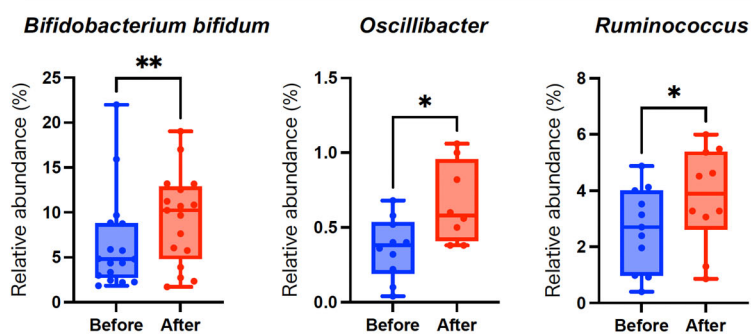 Bifidobacterium bifidum
**
Relative abundance (%)
25
20
15
10
5
0
Before After
Oscillibacter
*
Relative abundance (%)
1.5
1.0
0.5
0.0
Before After
Ruminococcus
*
Relative abundance (%)
8
6
4
2
0
Before After